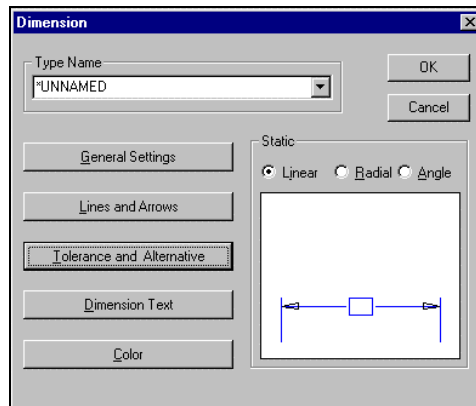 Dimension
Type Name
*UNNAMED
OK
Cancel
General Settings
Lines and Arrows
Tolerance and Alternative
Dimension Text
Color
Static
Linear Radial Angle